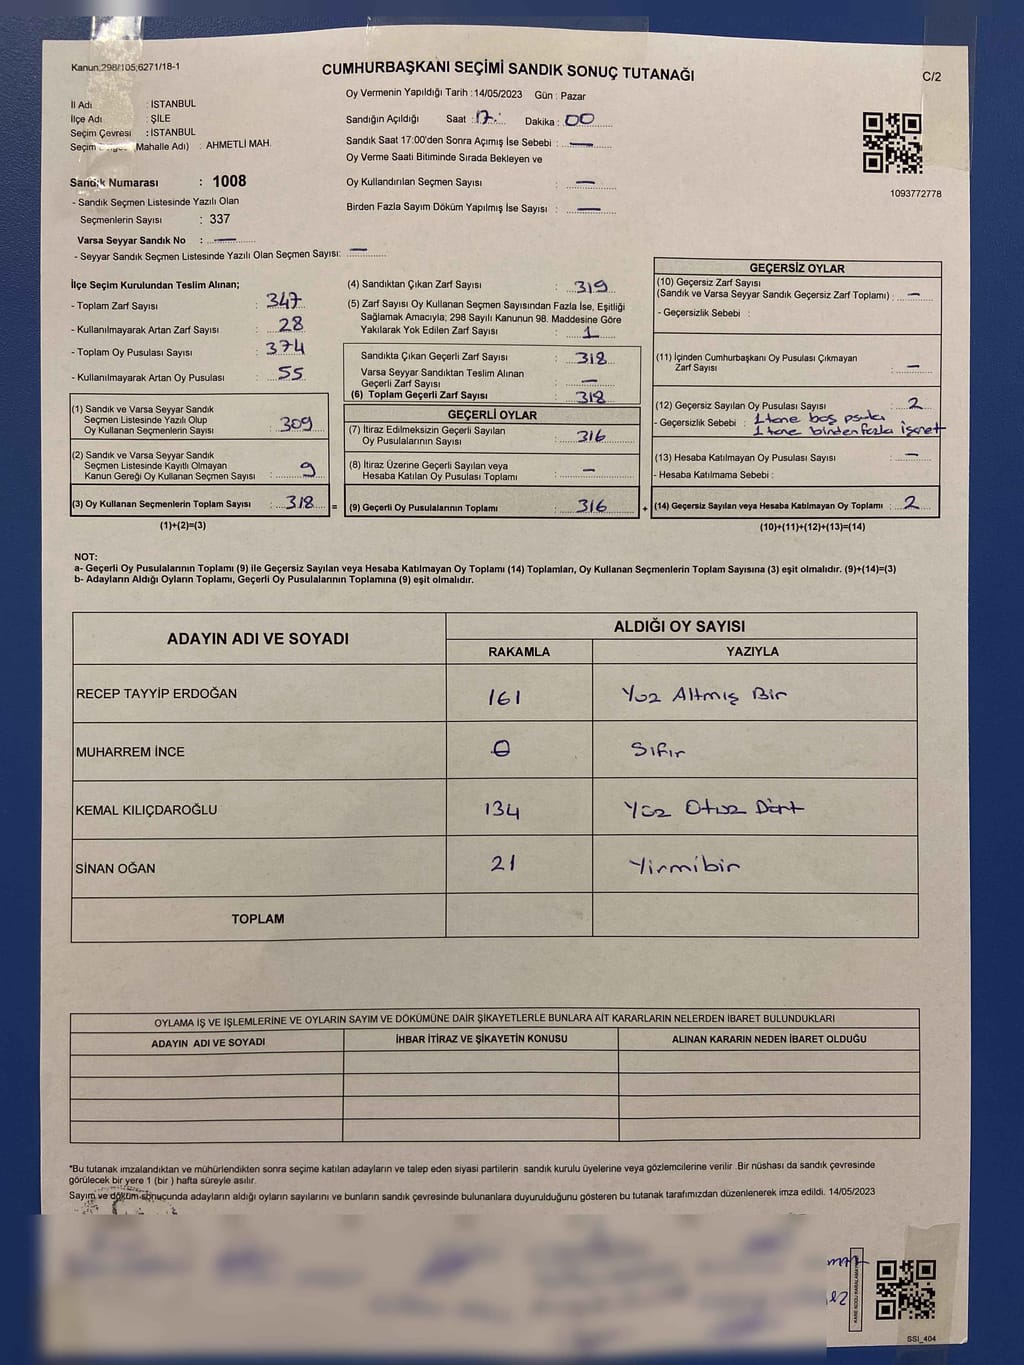 Kanun:298/105,6271/18-1
CUMHURBAŞKANI SEÇİMİ SANDIK SONUÇ TUTANAĞI
C/2
Oy Vermenin Yapıldığı Tarih : 14/05/2023 Gün : Pazar
İl Adı : İSTANBUL
İlçe Adı : ŞİLE
Seçim Çevresi : İSTANBUL
Seçim (Mahalle Adı) : AHMETLİ MAH.
Sandığın Açıldığı Saat : 17: Dakika : 00
Sandık Saat 17:00'den Sonra Açımış İse Sebebi : —
Oy Verme Saati Bitiminde Sırada Bekleyen ve
Oy Kullandırılan Seçmen Sayısı : —
Birden Fazla Sayım Döküm Yapılmış İse Sayısı : —
1093772778
Sandık Numarası : 1008
- Sandık Seçmen Listesinde Yazılı Olan
Seçmenlerin Sayısı : 337
Varsa Seyyar Sandık No : —
- Seyyar Sandık Seçmen Listesinde Yazılı Olan Seçmen Sayısı: —
İlçe Seçim Kurulundan Teslim Alınan;
- Toplam Zarf Sayısı : 347
- Kullanılmayarak Artan Zarf Sayısı : 28
- Toplam Oy Pusulası Sayısı : 374
- Kullanılmayarak Artan Oy Pusulası : 55
(1) Sandık ve Varsa Seyyar Sandık
Seçmen Listesinde Yazılı Olup
Oy Kullanan Seçmenlerin Sayısı : 309
(2) Sandık ve Varsa Seyyar Sandık
Seçmen Listesinde Kayıtlı Olmayan
Kanun Gereği Oy Kullanan Seçmen Sayısı : 9
(3) Oy Kullanan Seçmenlerin Toplam Sayısı : 318 =
(1)+(2)=(3)
(4) Sandıktan Çıkan Zarf Sayısı : 319
(5) Zarf Sayısı Oy Kullanan Seçmen Sayısından Fazla İse, Eşitliği
Sağlamak Amacıyla; 298 Sayılı Kanunun 98. Maddesine Göre
Yakılarak Yok Edilen Zarf Sayısı : 1
Sandıkta Çıkan Geçerli Zarf Sayısı : 318
Varsa Seyyar Sandıktan Teslim Alınan
Geçerli Zarf Sayısı : —
(6) Toplam Geçerli Zarf Sayısı : 318
GEÇERLİ OYLAR
(7) İtiraz Edilmeksizin Geçerli Sayılan
Oy Pusulalarının Sayısı : 316
(8) İtiraz Üzerine Geçerli Sayılan veya
Hesaba Katılan Oy Pusulası Toplamı : —
(9) Geçerli Oy Pusulalarının Toplamı : 316 +
GEÇERSİZ OYLAR
(10) Geçersiz Zarf Sayısı
(Sandık ve Varsa Seyyar Sandık Geçersiz Zarf Toplamı) : —
- Geçersizlik Sebebi :
(11) İçinden Cumhurbaşkanı Oy Pusulası Çıkmayan
Zarf Sayısı : —
(12) Geçersiz Sayılan Oy Pusulası Sayısı : 2
- Geçersizlik Sebebi : 1 tane boş pusula
1 tane birden fazla işaret
(13) Hesaba Katılmayan Oy Pusulası Sayısı : —
- Hesaba Katılmama Sebebi :
(14) Geçersiz Sayılan veya Hesaba Katılmayan Oy Toplamı : 2
(10)+(11)+(12)+(13)=(14)
NOT:
a- Geçerli Oy Pusulalarının Toplamı (9) ile Geçersiz Sayılan veya Hesaba Katılmayan Oy Toplamı (14) Toplamları, Oy Kullanan Seçmenlerin Toplam Sayısına (3) eşit olmalıdır. (9)+(14)=(3)
b- Adayların Aldığı Oyların Toplamı, Geçerli Oy Pusulalarının Toplamına (9) eşit olmalıdır.
ADAYIN ADI VE SOYADI
ALDIĞI OY SAYISI
RAKAMLA YAZIYLA
RECEP TAYYİP ERDOĞAN 161 Yüz Altmış Bir
MUHARREM İNCE 0 Sıfır
KEMAL KILIÇDAROĞLU 134 Yüz Otuz Dört
SİNAN OĞAN 21 Yirmibir
TOPLAM
OYLAMA İŞ VE İŞLEMLERİNE VE OYLARIN SAYIM VE DÖKÜMÜNE DAİR ŞİKAYETLERLE BUNLARA AİT KARARLARIN NELERDEN İBARET BULUNDUKLARI
ADAYIN ADI VE SOYADI İHBAR İTİRAZ VE ŞİKAYETİN KONUSU ALINAN KARARIN NEDEN İBARET OLDUĞU
*Bu tutanak imzalandıktan ve mühürlendikten sonra seçime katılan adayların ve talep eden siyasi partilerin sandık kurulu üyelerine veya gözlemcilerine verilir .Bir nüshası da sandık çevresinde
görülecek bir yere 1 (bir ) hafta süreyle asılır.
Sayım ve döküm sonucunda adayların aldığı oyların sayılarını ve bunların sandık çevresinde bulunanlara duyurulduğunu gösteren bu tutanak tarafımızdan düzenlenerek imza edildi. 14/05/2023
SSI_404